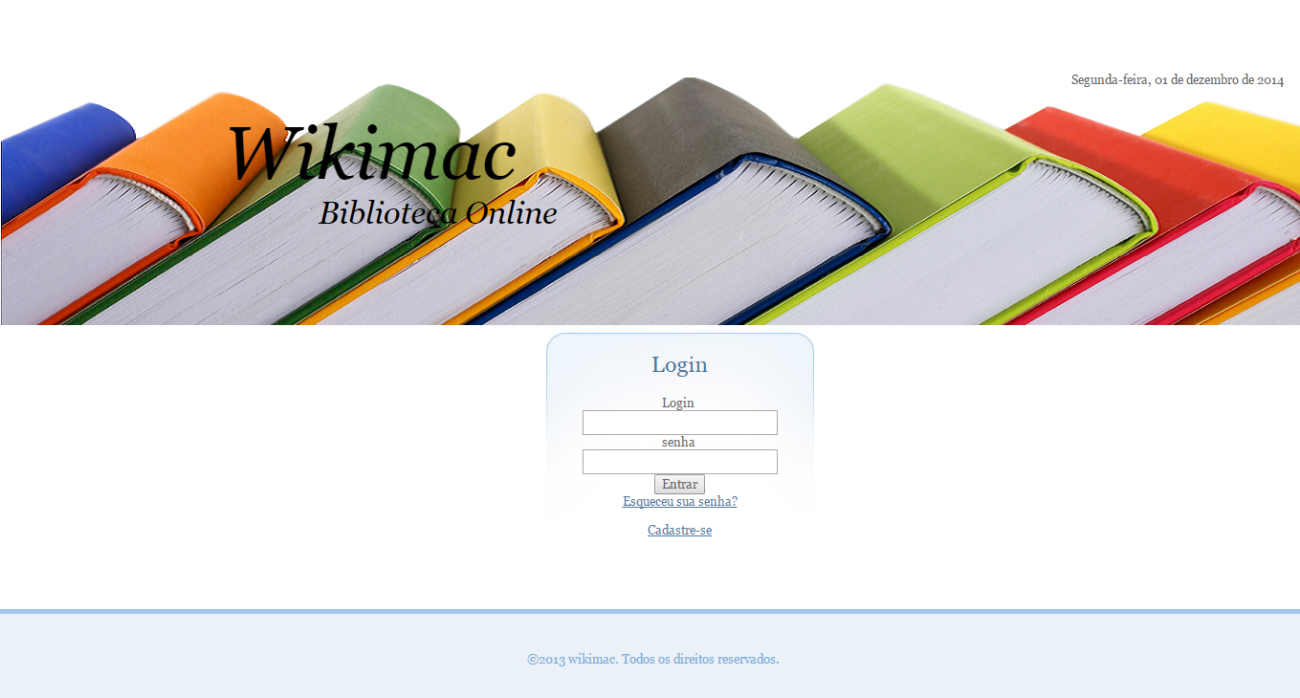 Segunda-feira, 01 de dezembro de 2014
Wikimac
Biblioteca Online
Login
Login
senha
Entrar
Esqueceu sua senha?
Cadastre-se
©2013 wikimac. Todos os direitos reservados.